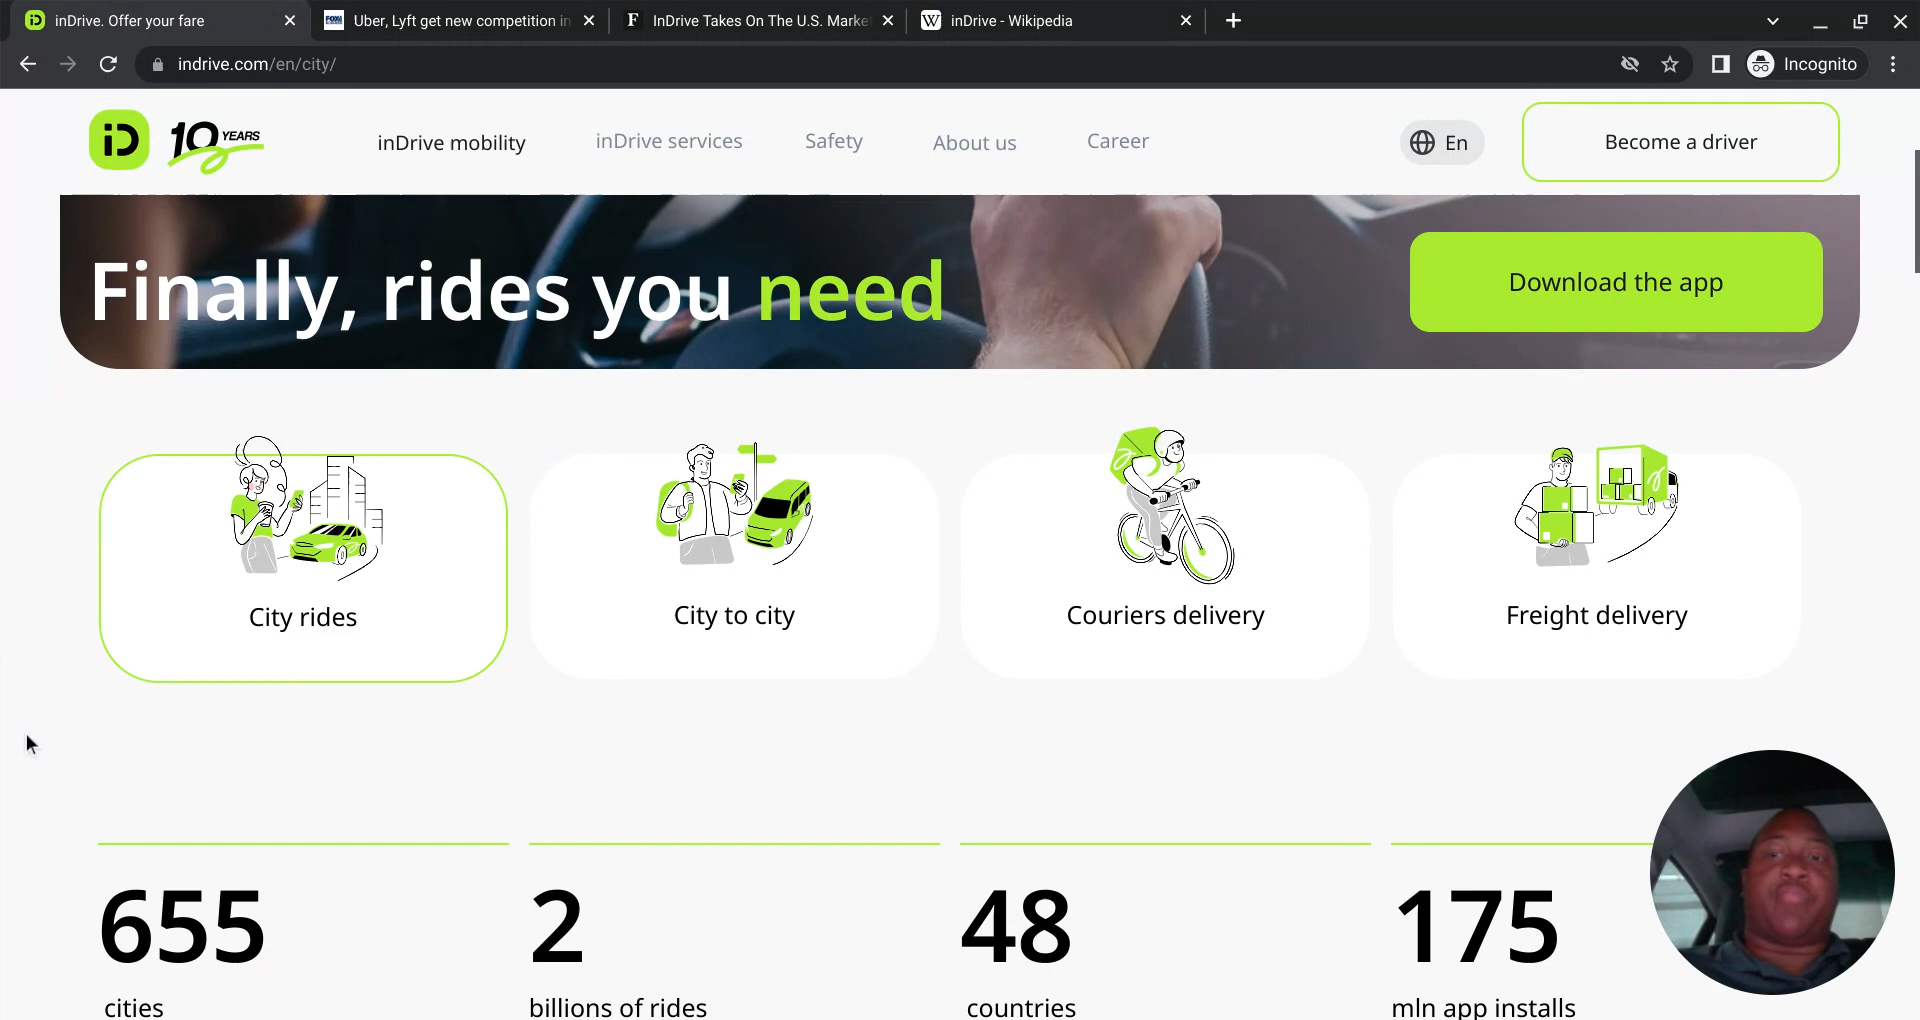 inDrive. Offer your fare
Uber, Lyft get new competition in
InDrive Takes On The U.S. Marke
inDrive - Wikipedia
indrive.com/en/city/
Incognito
iD
10 YEARS
inDrive mobility
inDrive services
Safety
About us
Career
En
Become a driver
Finally, rides you need
Download the app
City rides
City to city
Couriers delivery
Freight delivery
655
2
48
175
cities
billions of rides
countries
mln app installs